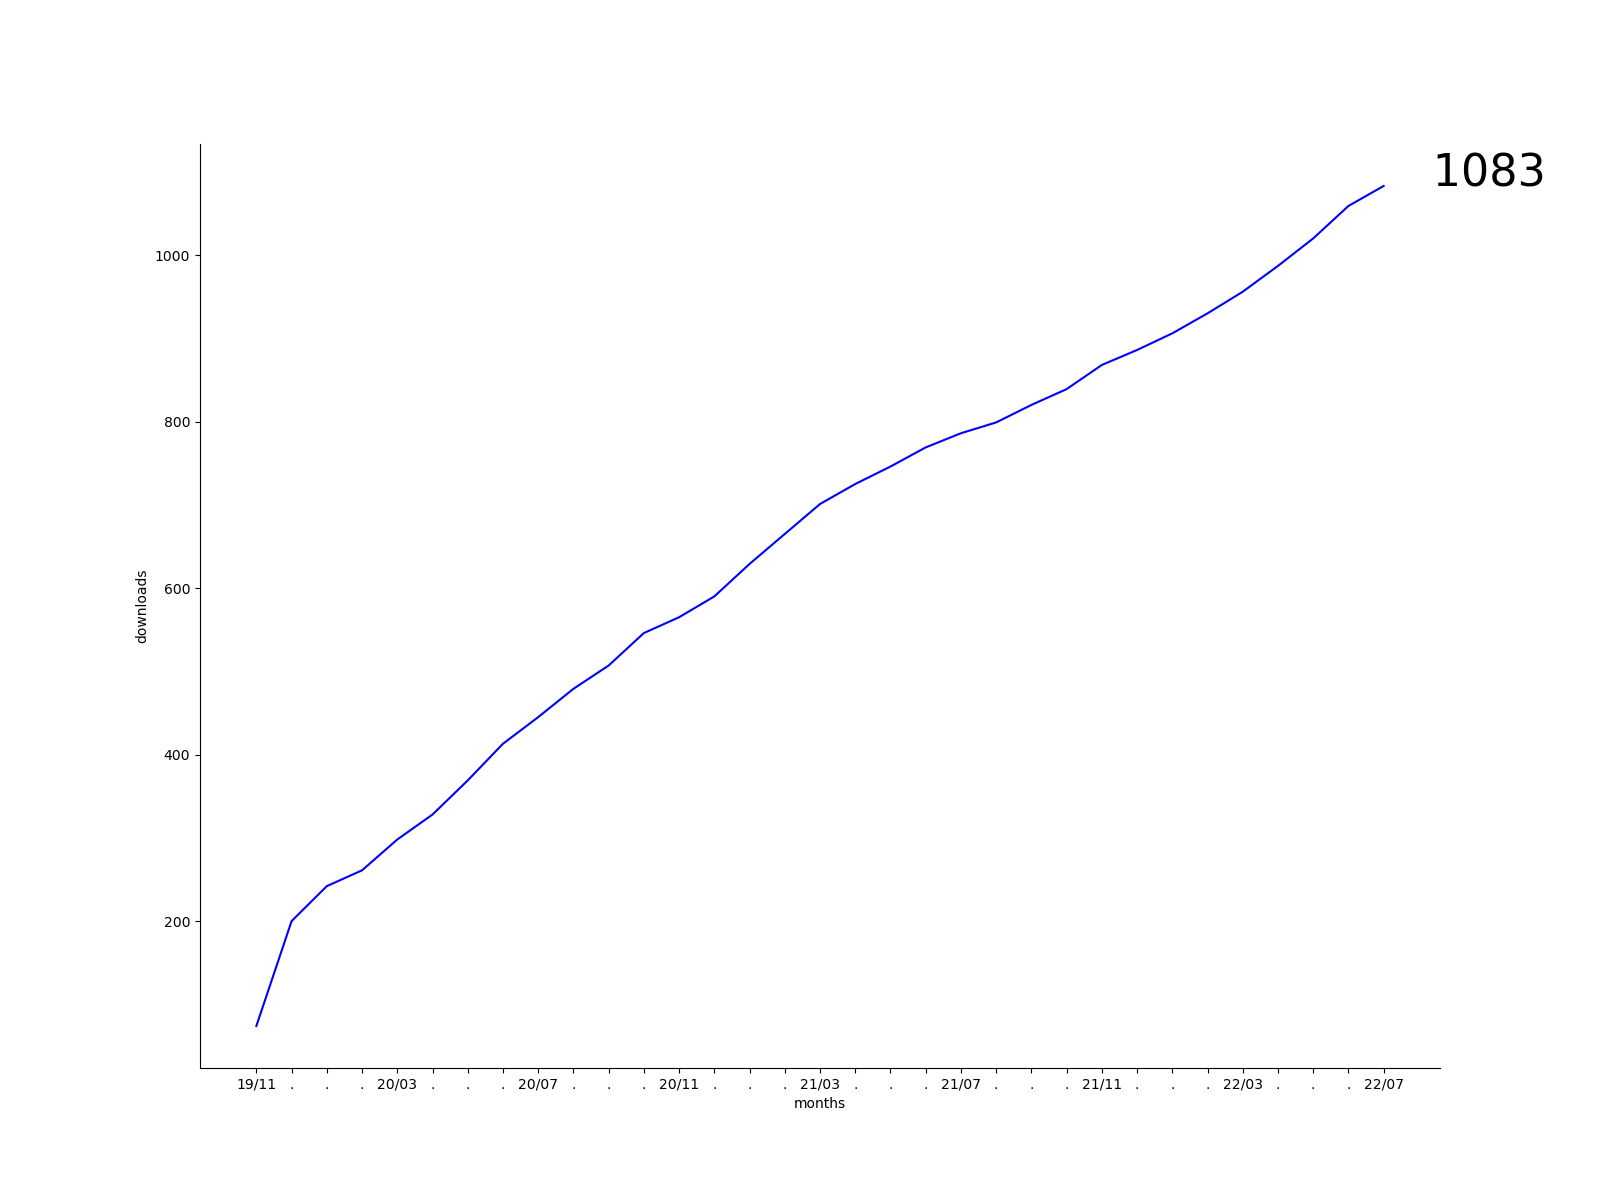 1083
1000
800
600
400
200
downloads
19/11 . . . 20/03 . . . 20/07 . . . 20/11 . . . 21/03 . . . 21/07 . . . 21/11 . . . 22/03 . . . 22/07
months